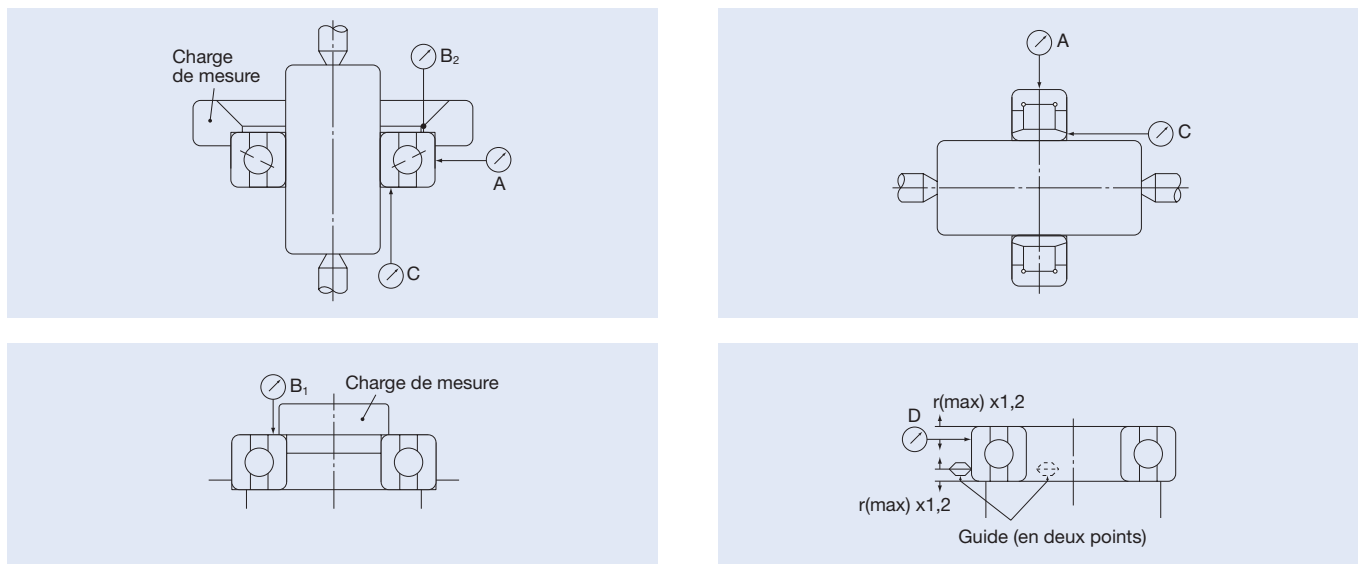 Charge
de mesure
B₂
A
C
A
C
B₁
Charge de mesure
r(max) x1,2
D
r(max) x1,2
Guide (en deux points)